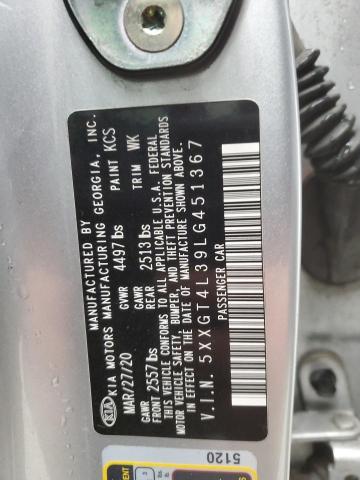 MANUFACTURED BY
KIA KIA MOTORS MANUFACTURING GEORGIA, INC.
MAR/27/20 GVWR 4497 lbs PAINT KCS
GAWR FRONT 2557 lbs GAWR REAR 2513 lbs TRIM WK
THIS VEHICLE CONFORMS TO ALL APPLICABLE U.S.A. FEDERAL
MOTOR VEHICLE SAFETY, BUMPER, AND THEFT PREVENTION STANDARDS
IN EFFECT ON THE DATE OF MANUFACTURE SHOWN ABOVE.
V.I.N. 5XXGT4L39LG451367
PASSENGER CAR
5120